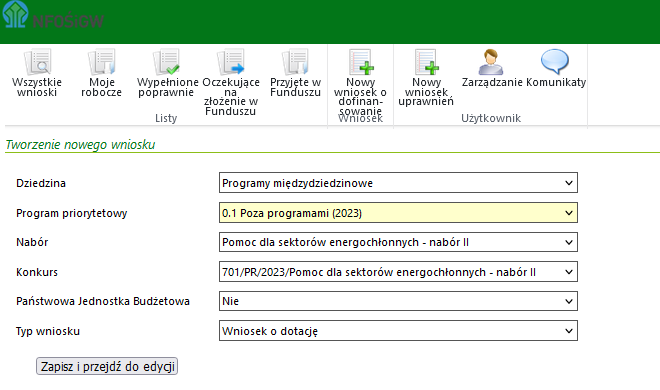 NFOŚiGW
Wszystkie wnioski
Moje robocze
Wypełnione poprawnie
Oczekujące na złożenie w Funduszu
Przyjęte w Funduszu
Nowy wniosek o dofinan-sowanie
Nowy wniosek uprawnień
Zarządzanie
Komunikaty
Listy
Wniosek
Użytkownik
Tworzenie nowego wniosku
Dziedzina Programy międzydziedzinowe
Program priorytetowy 0.1 Poza programami (2023)
Nabór Pomoc dla sektorów energochłonnych - nabór II
Konkurs 701/PR/2023/Pomoc dla sektorów energochłonnych - nabór II
Państwowa Jednostka Budżetowa Nie
Typ wniosku Wniosek o dotację
Zapisz i przejdź do edycji